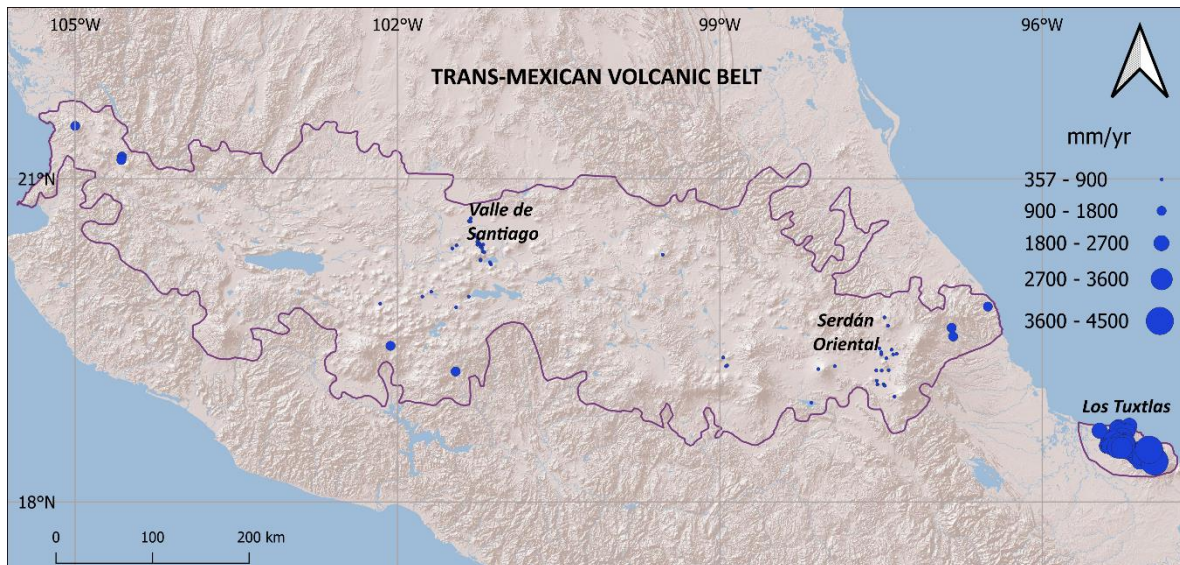 105°W
102°W
99°W
96°W
TRANS-MEXICAN VOLCANIC BELT
mm/yr
21°N
357 - 900
900 - 1800
1800 - 2700
2700 - 3600
3600 - 4500
Valle de
Santiago
Serdán
Oriental
Los Tuxtlas
18°N
0 100 200 km